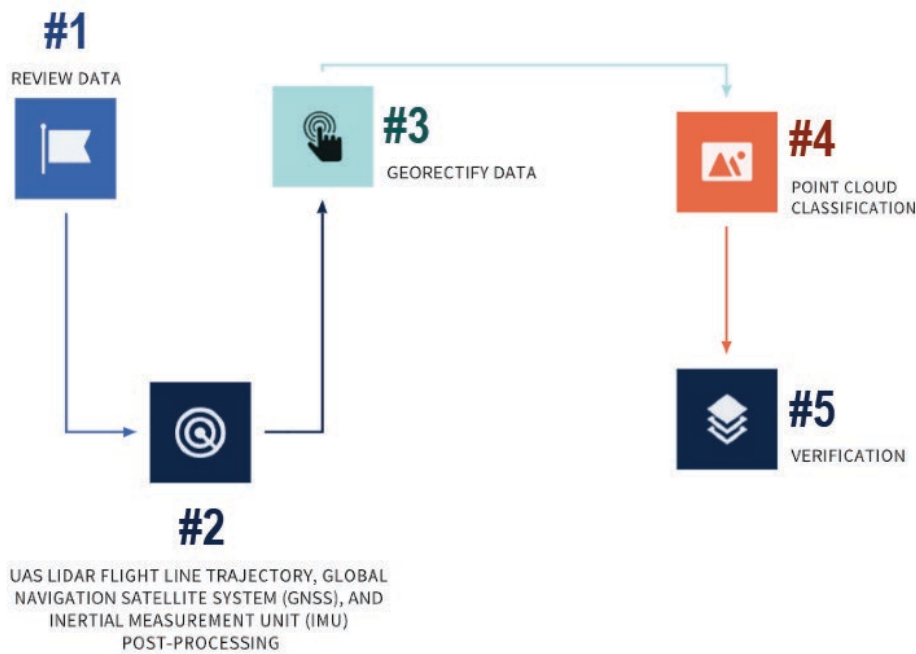 #1
REVIEW DATA
#2
UAS LIDAR FLIGHT LINE TRAJECTORY, GLOBAL
NAVIGATION SATELLITE SYSTEM (GNSS), AND
INERTIAL MEASUREMENT UNIT (IMU)
POST-PROCESSING
#3
GEORECTIFY DATA
#4
POINT CLOUD
CLASSIFICATION
#5
VERIFICATION